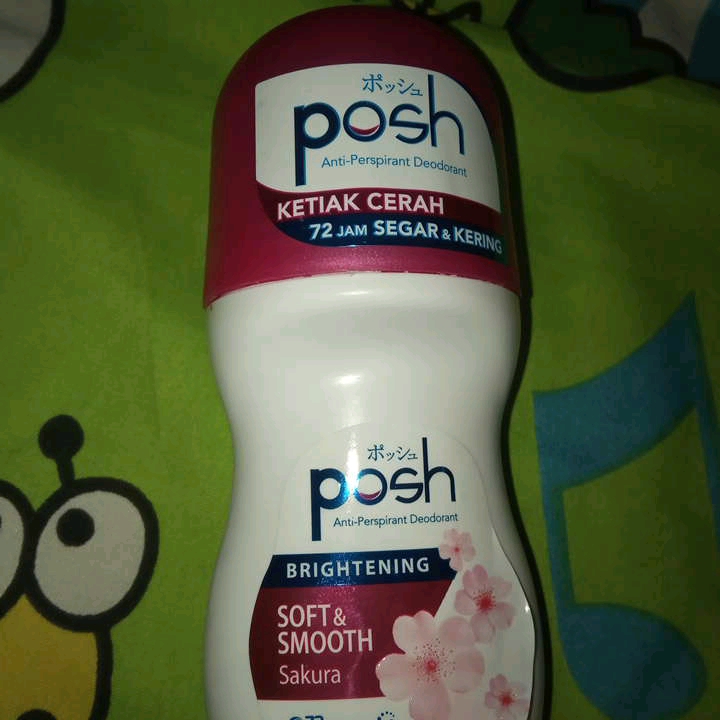 ポッシュ
posh
Anti-Perspirant Deodorant
KETIAK CERAH
72 JAM SEGAR & KERING
ポッシュ
posh
Anti-Perspirant Deodorant
BRIGHTENING
SOFT &
SMOOTH
Sakura